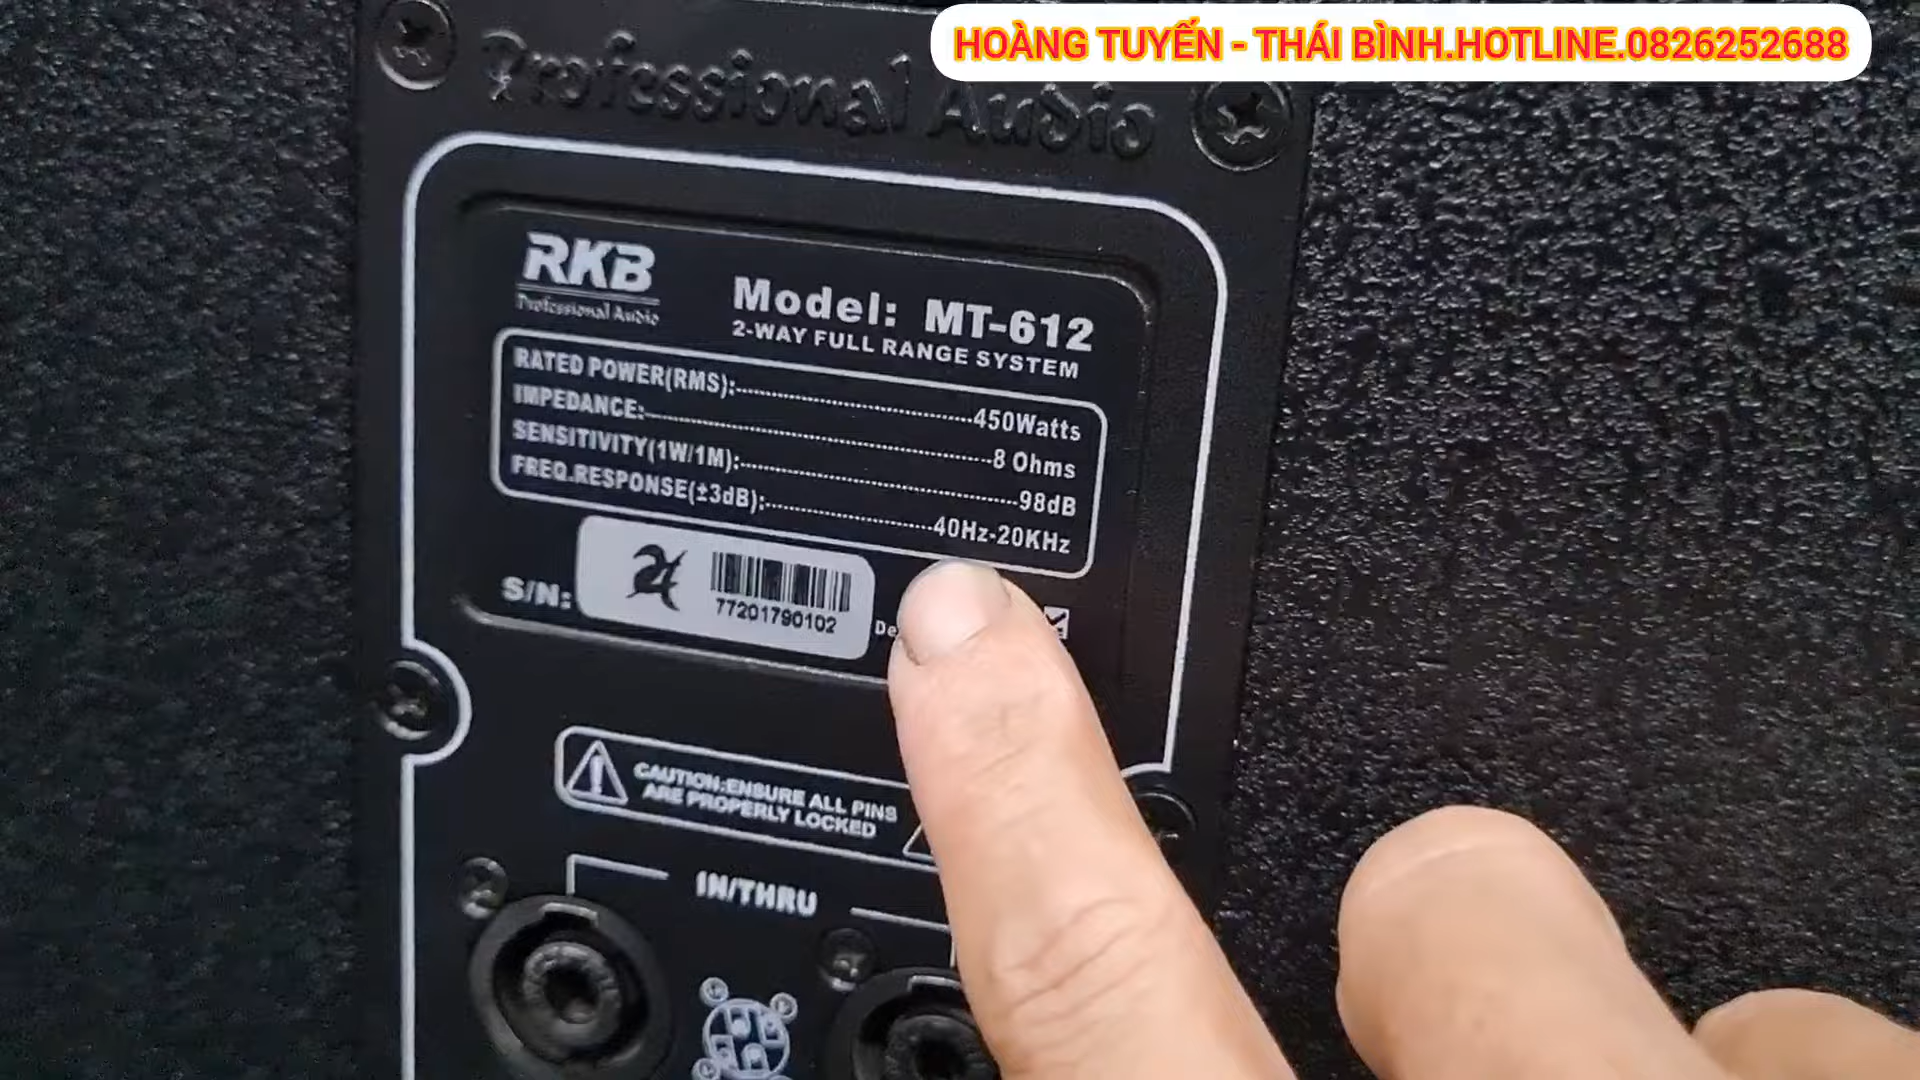 HOÀNG TUYẾN - THÁI BÌNH.HOTLINE.0826252688
Professional Audio
RKB
Professional Audio
Model: MT-612
2-WAY FULL RANGE SYSTEM
RATED POWER(RMS):450Watts
IMPEDANCE:8 Ohms
SENSITIVITY(1W/1M):98dB
FREQ.RESPONSE(±3dB):40Hz-20KHz
S/N:
77201790102
CAUTION:ENSURE ALL PINS
ARE PROPERLY LOCKED
IN/THRU